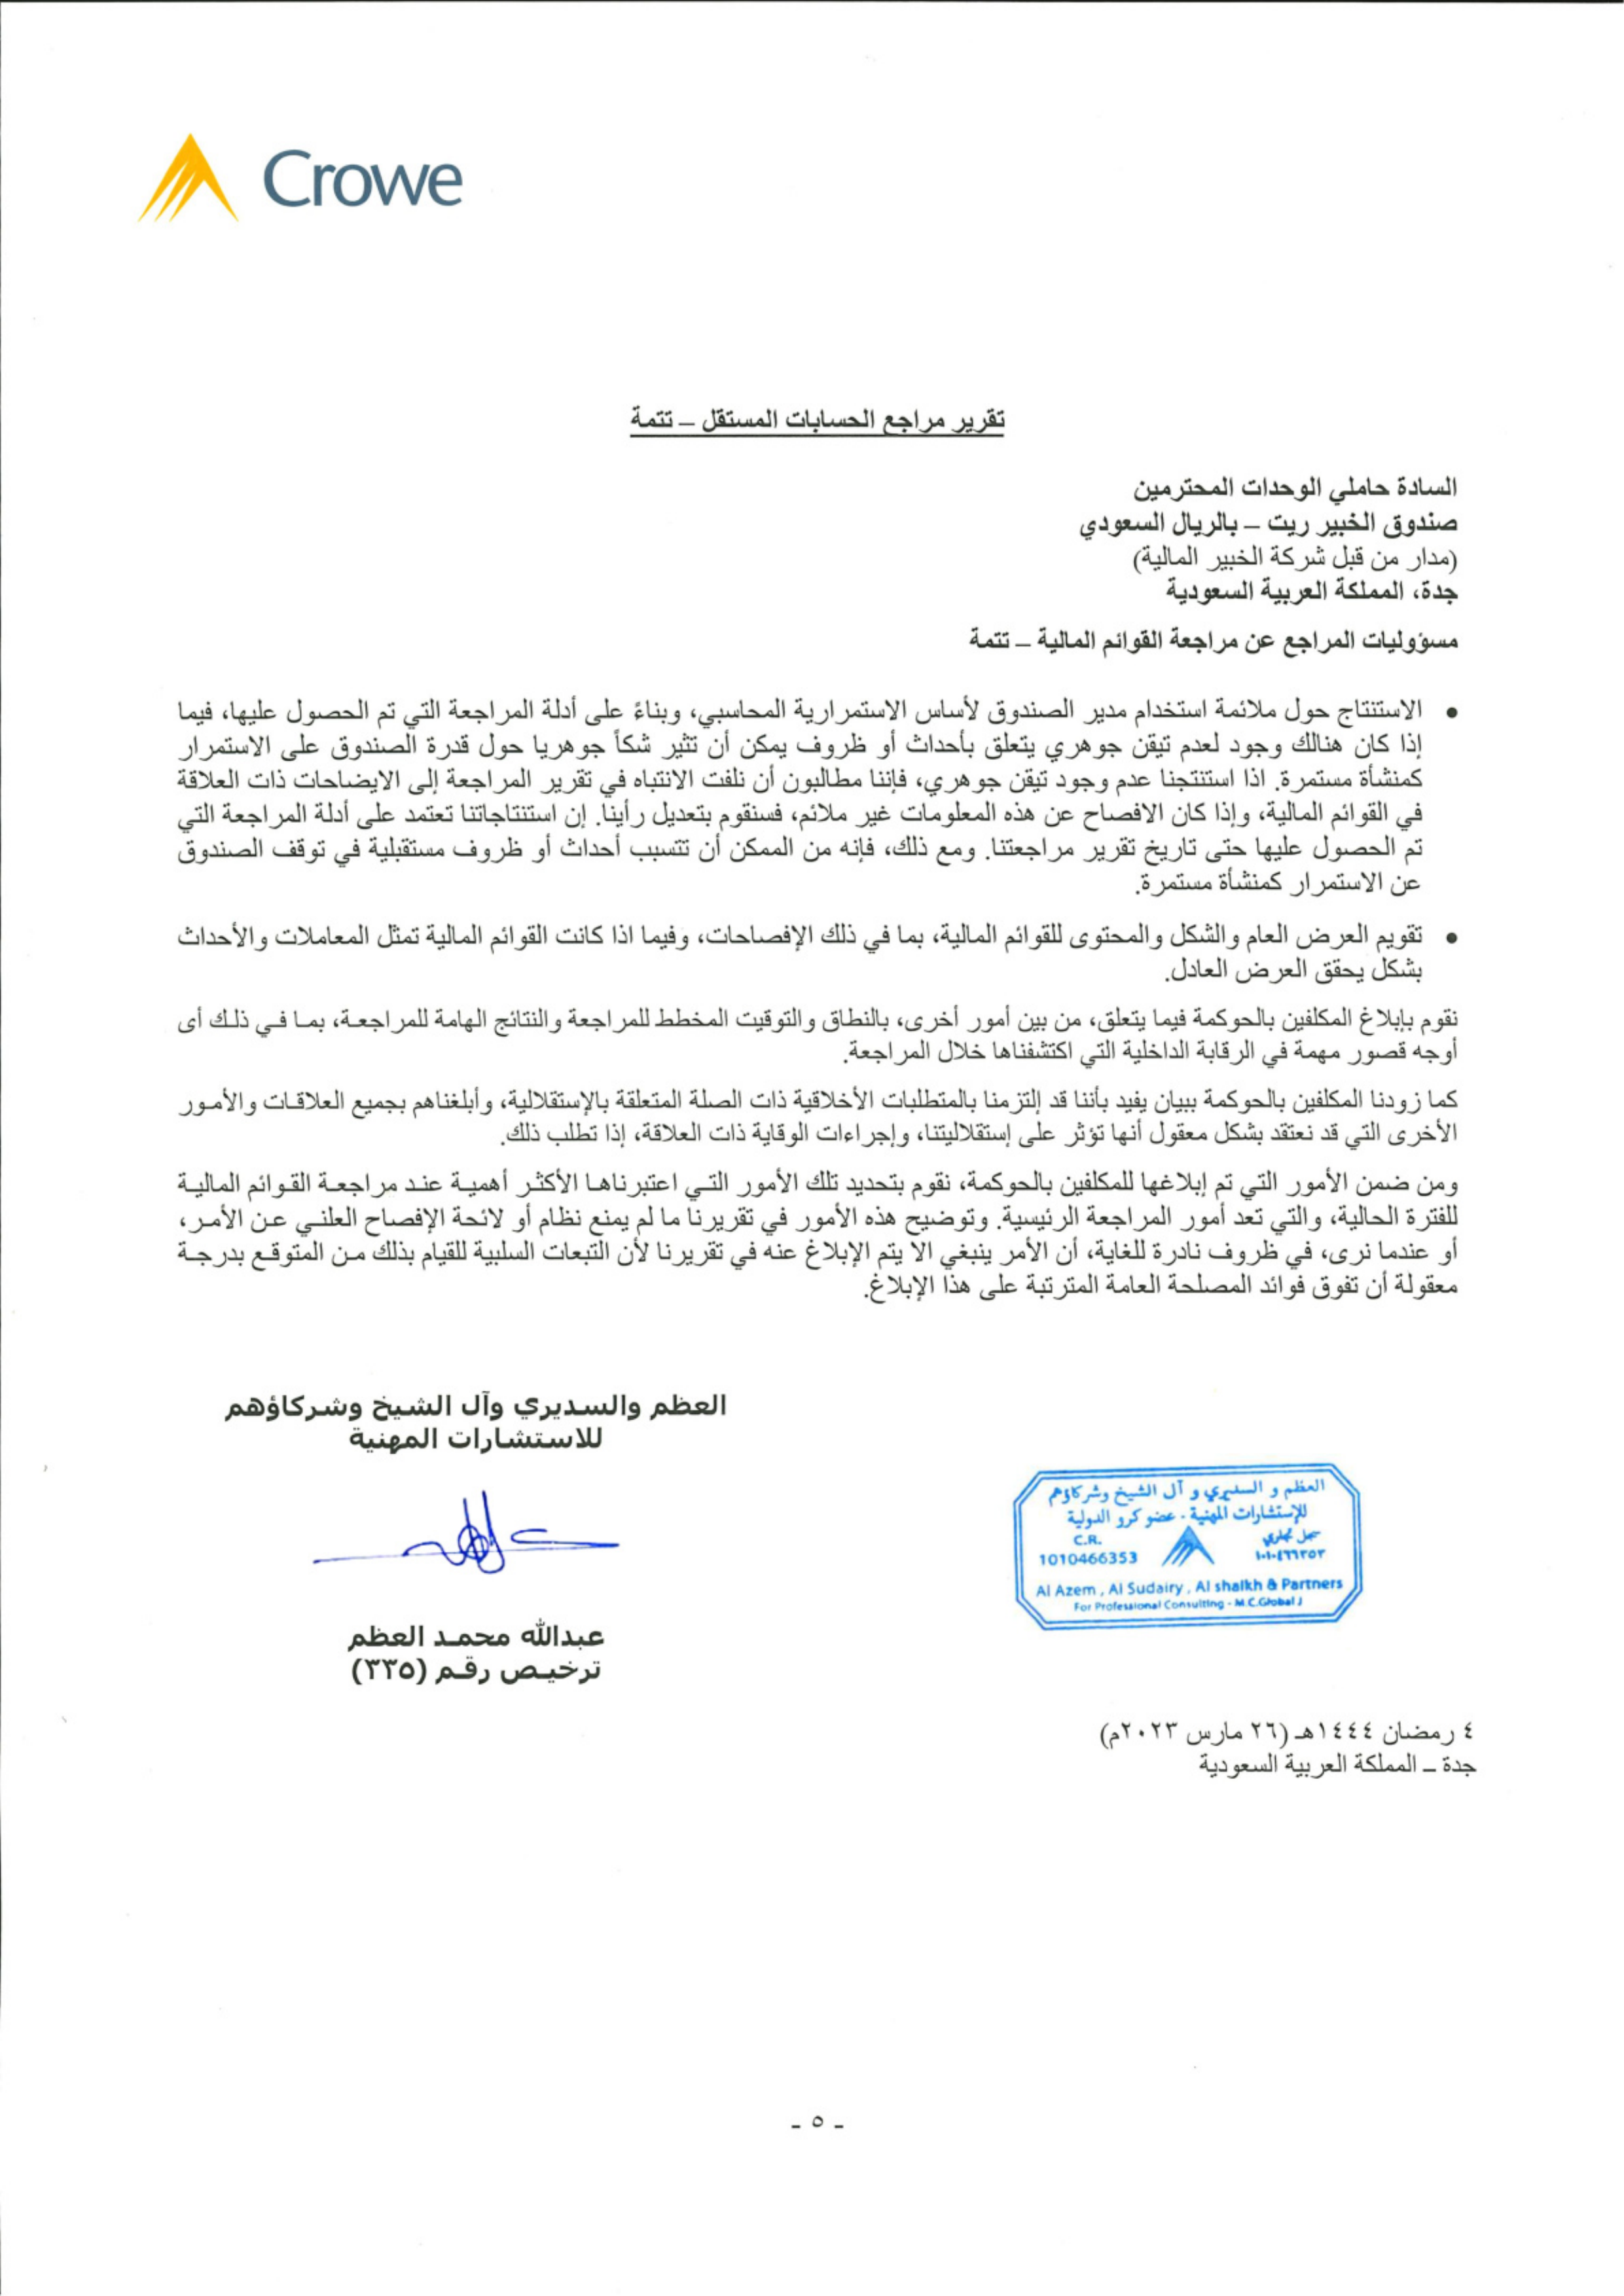 Crowe
تقرير مراجع الحسابات المستقل – تتمة
السادة حاملي الوحدات المحترمين
صندوق الخبير ريت – بالريال السعودي
(مدار من قبل شركة الخبير المالية)
جدة، المملكة العربية السعودية
مسؤوليات المراجع عن مراجعة القوائم المالية – تتمة
• الاستنتاج حول ملائمة استخدام مدير الصندوق لأساس الاستمرارية المحاسبي، وبناءً على أدلة المراجعة التي تم الحصول عليها، فيما
إذا كان هنالك وجود لعدم تيقن جوهري يتعلق بأحداث أو ظروف يمكن أن تثير شكاً جوهريا حول قدرة الصندوق على الاستمرار
كمنشأة مستمرة. اذا استنتجنا عدم وجود تيقن جوهري، فإننا مطالبون أن نلفت الانتباه في تقرير المراجعة إلى الايضاحات ذات العلاقة
في القوائم المالية، وإذا كان الافصاح عن هذه المعلومات غير ملائم، فسنقوم بتعديل رأينا. إن استنتاجاتنا تعتمد على أدلة المراجعة التي
تم الحصول عليها حتى تاريخ تقرير مراجعتنا. ومع ذلك، فإنه من الممكن أن تتسبب أحداث أو ظروف مستقبلية في توقف الصندوق
عن الاستمرار كمنشأة مستمرة.
• تقويم العرض العام والشكل والمحتوى للقوائم المالية، بما في ذلك الإفصاحات، وفيما اذا كانت القوائم المالية تمثل المعاملات والأحداث
بشكل يحقق العرض العادل.
نقوم بإبلاغ المكلفين بالحوكمة فيما يتعلق، من بين أمور أخرى، بالنطاق والتوقيت المخطط للمراجعة والنتائج الهامة للمراجعة، بما في ذلك أى
أوجه قصور مهمة في الرقابة الداخلية التي اكتشفناها خلال المراجعة.
كما زودنا المكلفين بالحوكمة ببيان يفيد بأننا قد إلتزمنا بالمتطلبات الأخلاقية ذات الصلة المتعلقة بالإستقلالية، وأبلغناهم بجميع العلاقات والأمور
الأخرى التي قد نعتقد بشكل معقول أنها تؤثر على إستقلاليتنا، وإجراءات الوقاية ذات العلاقة، إذا تطلب ذلك.
ومن ضمن الأمور التي تم إبلاغها للمكلفين بالحوكمة، نقوم بتحديد تلك الأمور التي اعتبرناها الأكثر أهمية عند مراجعة القوائم المالية
للفترة الحالية، والتي تعد أمور المراجعة الرئيسية. وتوضيح هذه الأمور في تقريرنا ما لم يمنع نظام أو لائحة الإفصاح العلني عن الأمر،
أو عندما نرى، في ظروف نادرة للغاية، أن الأمر ينبغي الا يتم الإبلاغ عنه في تقريرنا لأن التبعات السلبية للقيام بذلك من المتوقع بدرجة
معقولة أن تفوق فوائد المصلحة العامة المترتبة على هذا الإبلاغ.
العظم والسديري وآل الشيخ وشركاؤهم
للاستشارات المهنية
العظم و السديري و آل الشيخ وشركاؤهم
للإستشارات المهنية - عضو كرو الدولية
C.R. سجل تجاري
1010466353 ١٠١٠٤٦٦٣٥٣
Al Azem , Al Sudairy , Al shaikh & Partners
For Professional Consulting - M.C.Global
عبدالله محمد العظم
ترخيص رقم (٣٣٥)
٤ رمضان ١٤٤٤هـ (٢٦ مارس ٢٠٢٣م)
جدة – المملكة العربية السعودية
- ٥ -